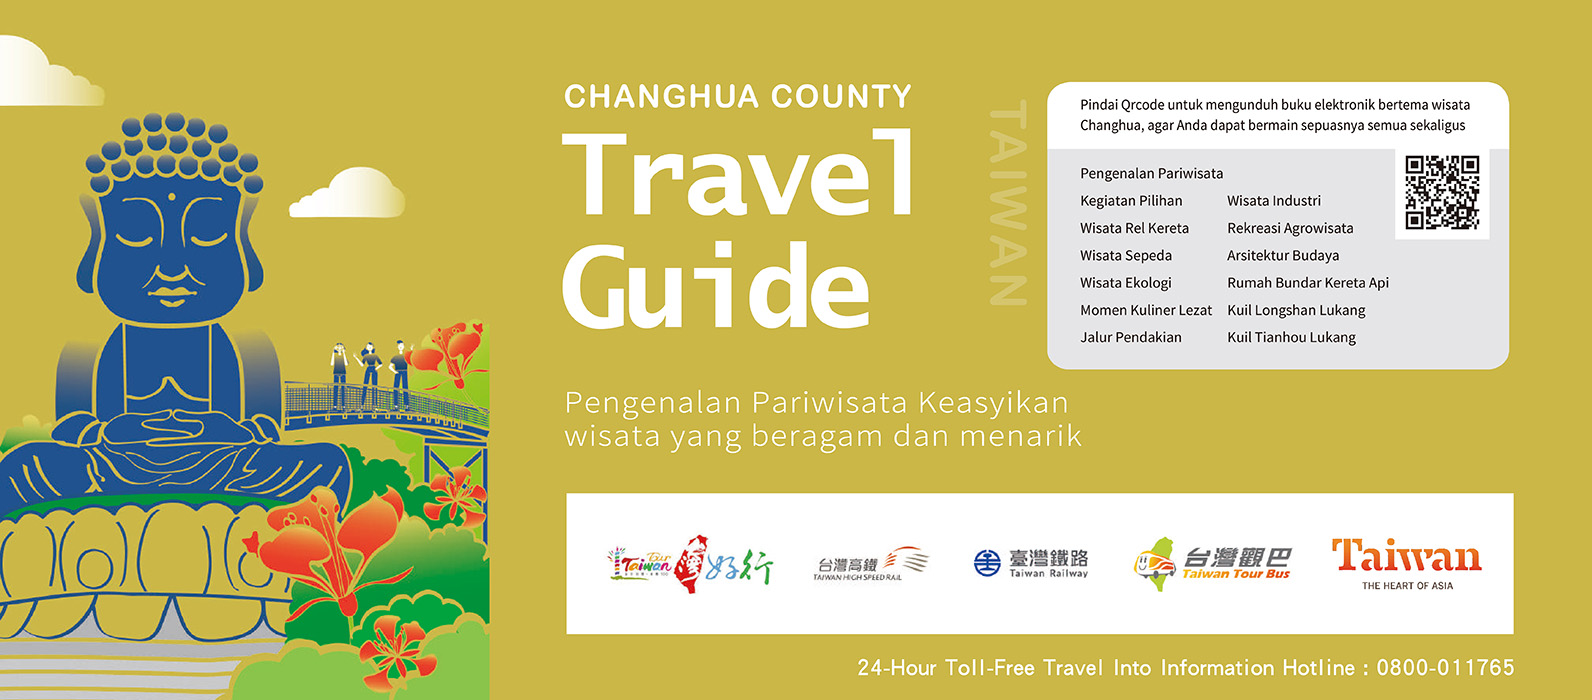 CHANGHUA COUNTY
Travel
Guide
TAIWAN
Pengenalan Pariwisata Keasyikan
wisata yang beragam dan menarik
Pindai Qrcode untuk mengunduh buku elektronik bertema wisata
Changhua, agar Anda dapat bermain sepuasnya semua sekaligus
Pengenalan Pariwisata
Kegiatan Pilihan
Wisata Rel Kereta
Wisata Sepeda
Wisata Ekologi
Momen Kuliner Lezat
Jalur Pendakian
Wisata Industri
Rekreasi Agrowisata
Arsitektur Budaya
Rumah Bundar Kereta Api
Kuil Longshan Lukang
Kuil Tianhou Lukang
Tour
Taiwan
好行
台灣高鐵
TAIWAN HIGH SPEED RAIL
臺灣鐵路
Taiwan Railway
台灣觀巴
Taiwan Tour Bus
Taiwan
THE HEART OF ASIA
24-Hour Toll-Free Travel Into Information Hotline : 0800-011765